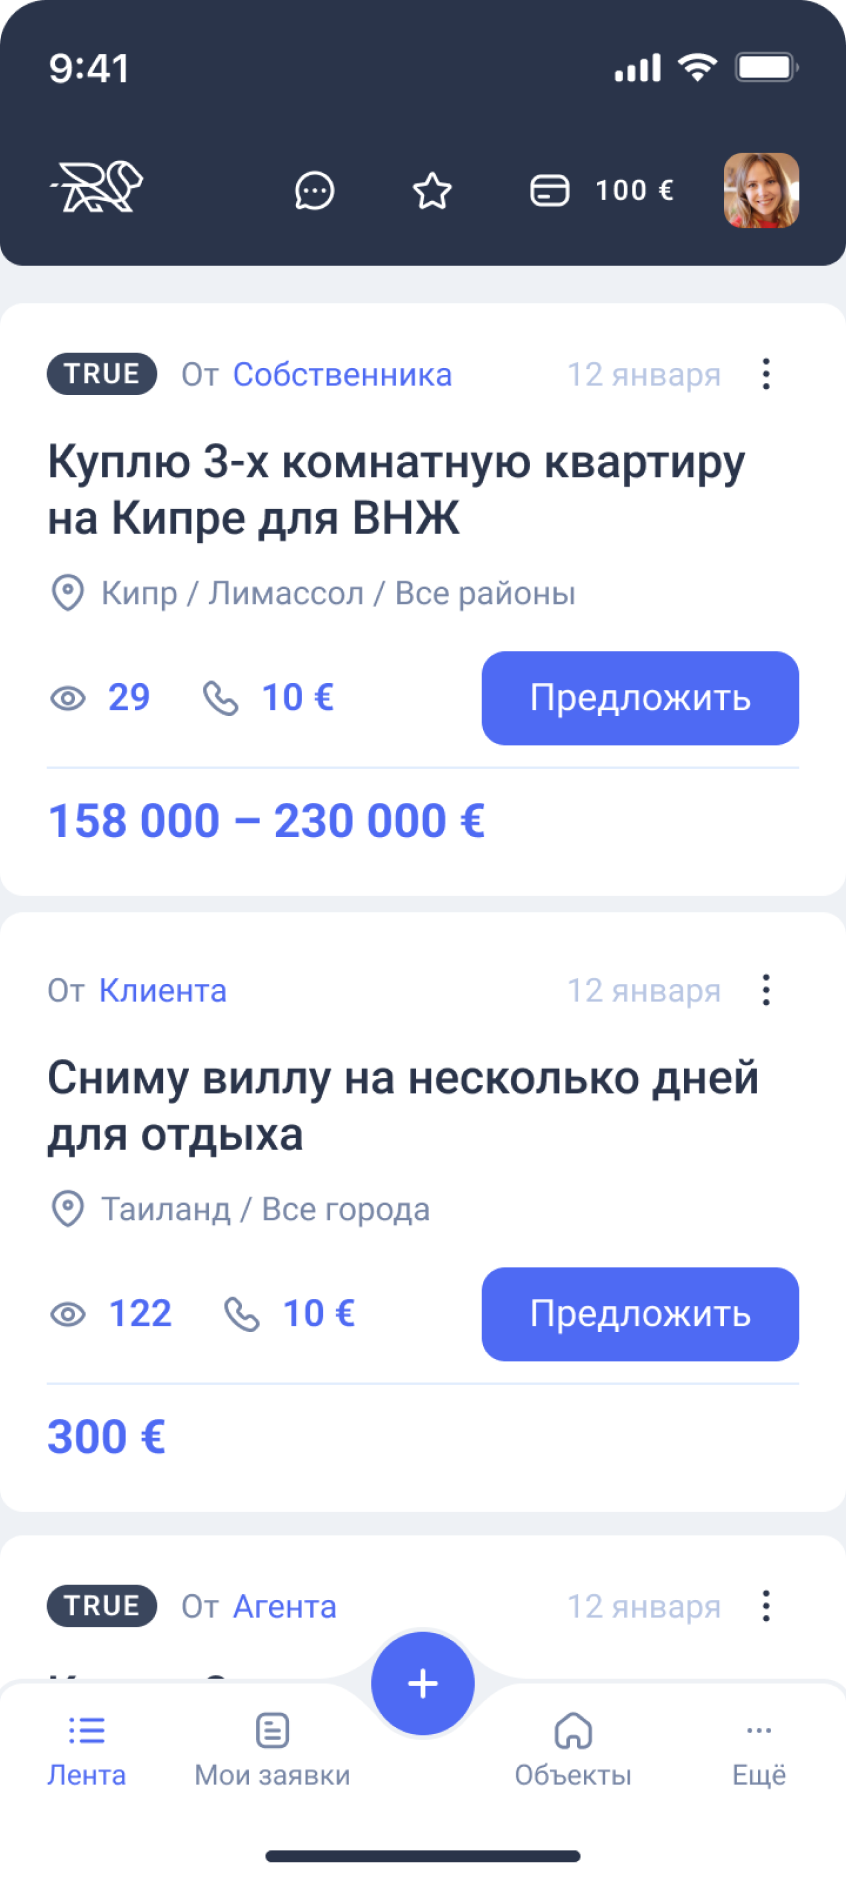 9:41
100 €
TRUE От Собственника 12 января
Куплю 3-х комнатную квартиру
на Кипре для ВНЖ
Кипр / Лимассол / Все районы
29 10 € Предложить
158 000 – 230 000 €
От Клиента 12 января
Сниму виллу на несколько дней
для отдыха
Таиланд / Все города
122 10 € Предложить
300 €
TRUE От Агента 12 января
Лента Мои заявки Объекты Ещё